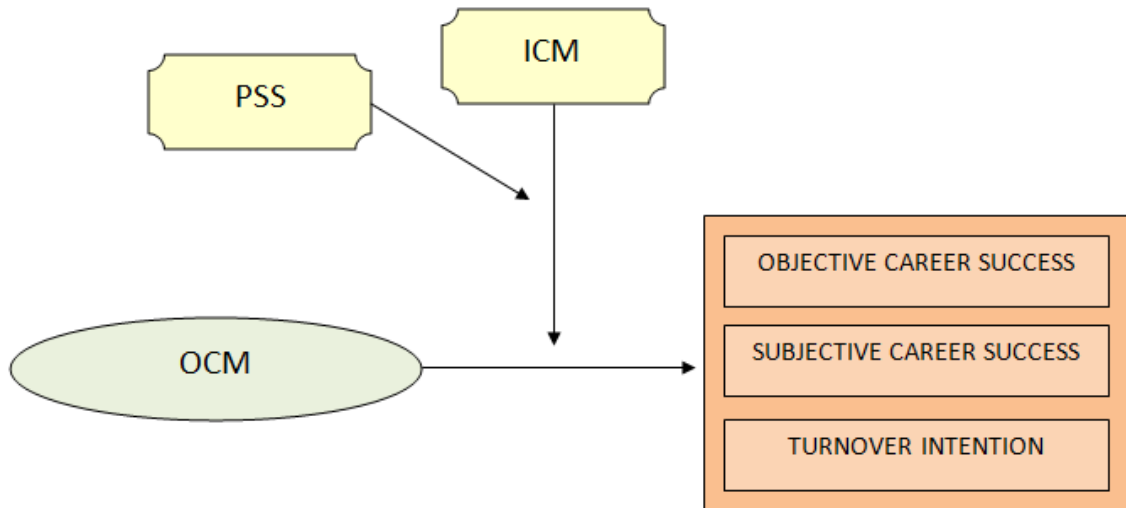 ICM
PSS
OBJECTIVE CAREER SUCCESS
OCM
SUBJECTIVE CAREER SUCCESS
TURNOVER INTENTION